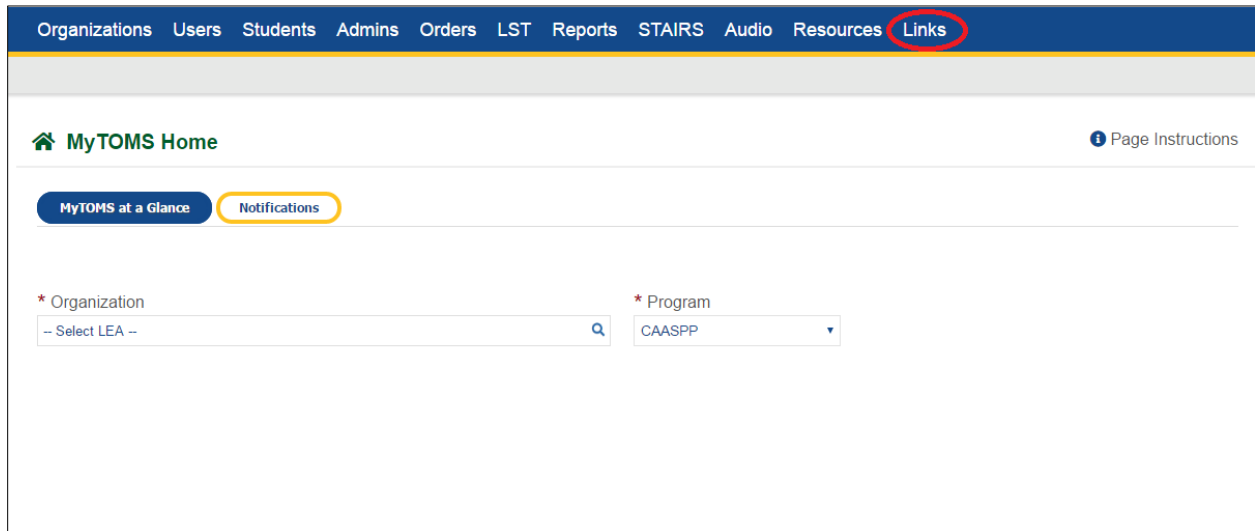 Organizations Users Students Admins Orders LST Reports STAIRS Audio Resources Links
MyTOMS Home
Page Instructions
MyTOMS at a Glance Notifications
* Organization * Program
-- Select LEA -- CAASPP